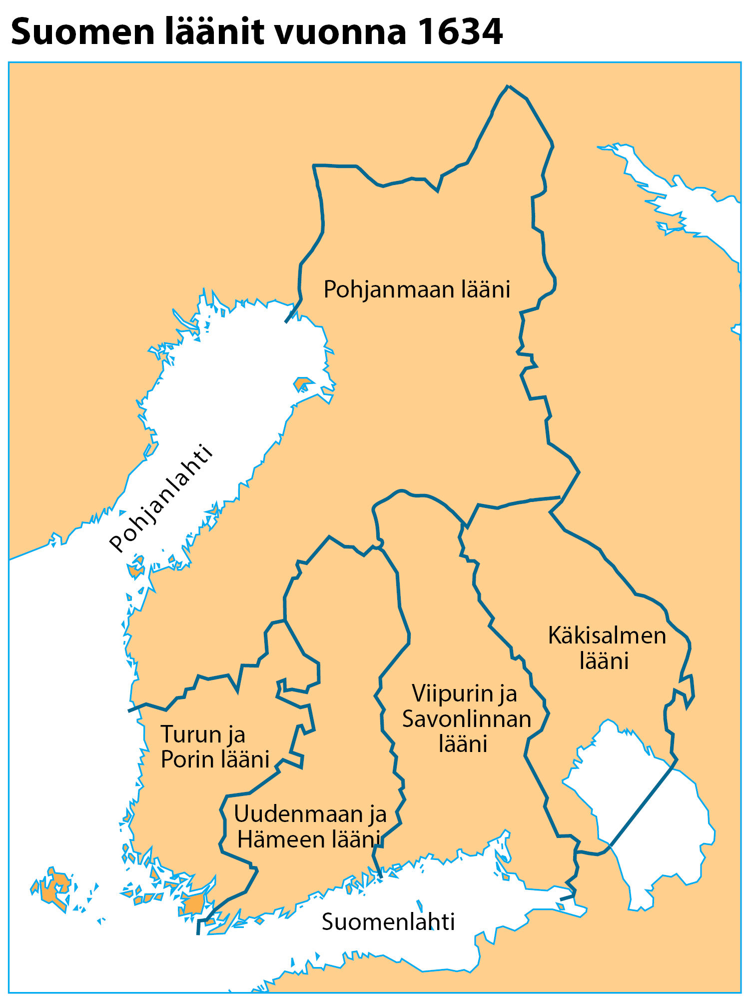 Suomen läänit vuonna 1634
Pohjanmaan lääni
Pohjanlahti
Käkisalmen
lääni
Viipurin ja
Savonlinnan
lääni
Turun ja
Porin lääni
Uudenmaan ja
Hämeen lääni
Suomenlahti